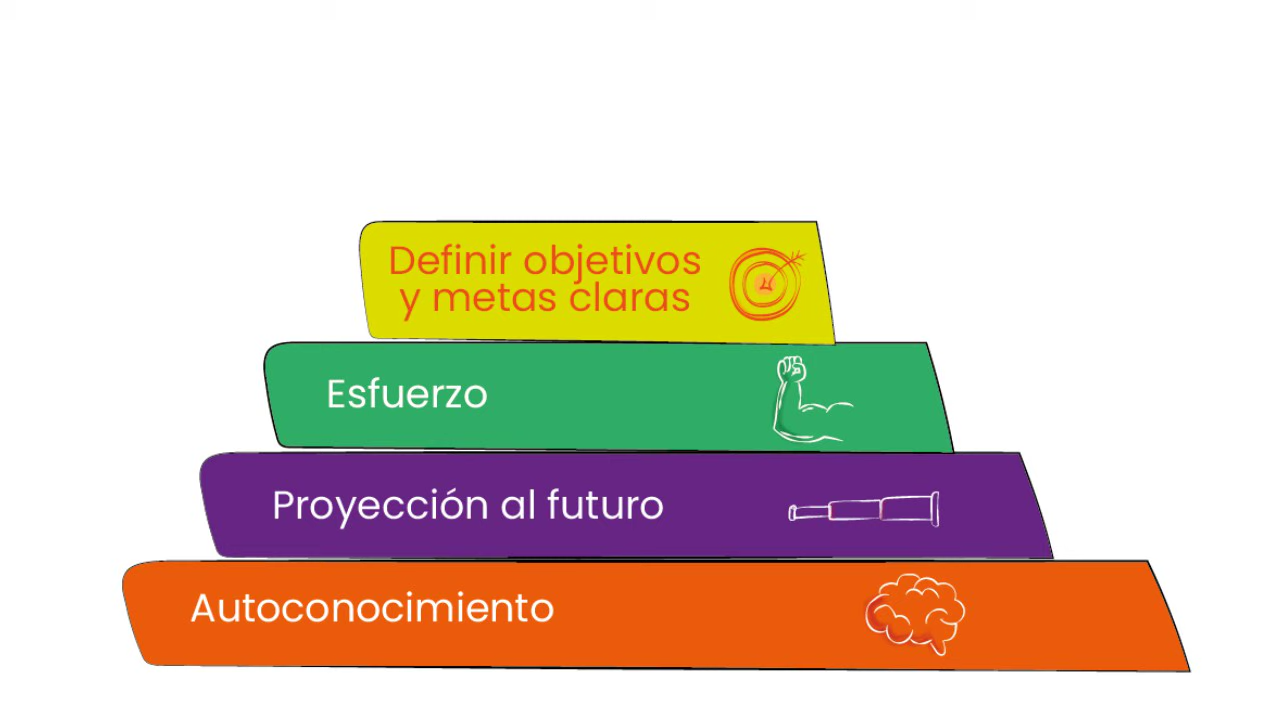 Definir objetivos
y metas claras
Esfuerzo
Proyección al futuro
Autoconocimiento